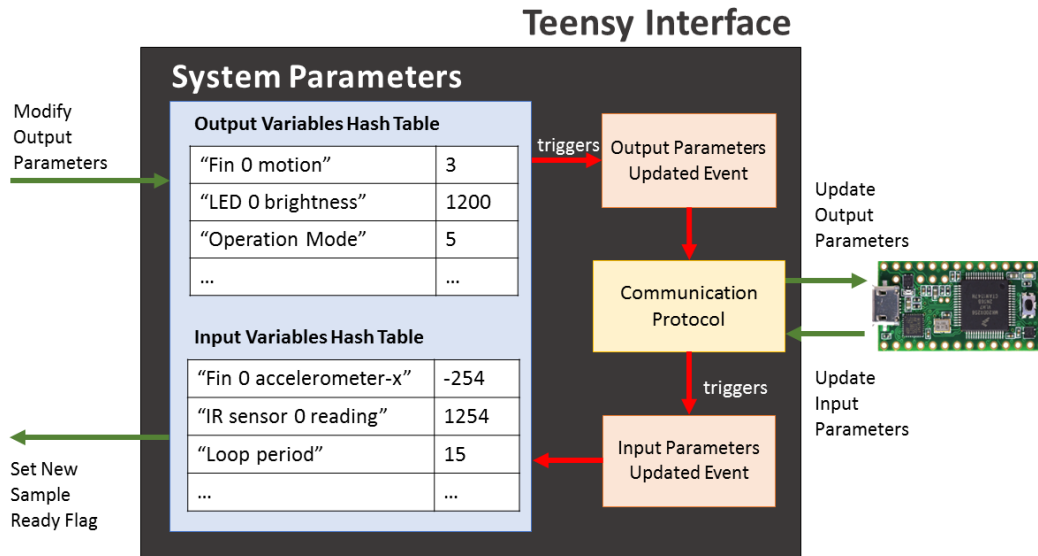 Teensy Interface
System Parameters
Modify
Output
Parameters
Output Variables Hash Table
“Fin 0 motion” 3
“LED 0 brightness” 1200
“Operation Mode” 5
... ...
triggers
Output Parameters
Updated Event
Update
Output
Parameters
Communication
Protocol
Input Variables Hash Table
“Fin 0 accelerometer-x” -254
“IR sensor 0 reading” 1254
“Loop period” 15
... ...
triggers
Input Parameters
Updated Event
Update
Input
Parameters
Set New
Sample
Ready Flag